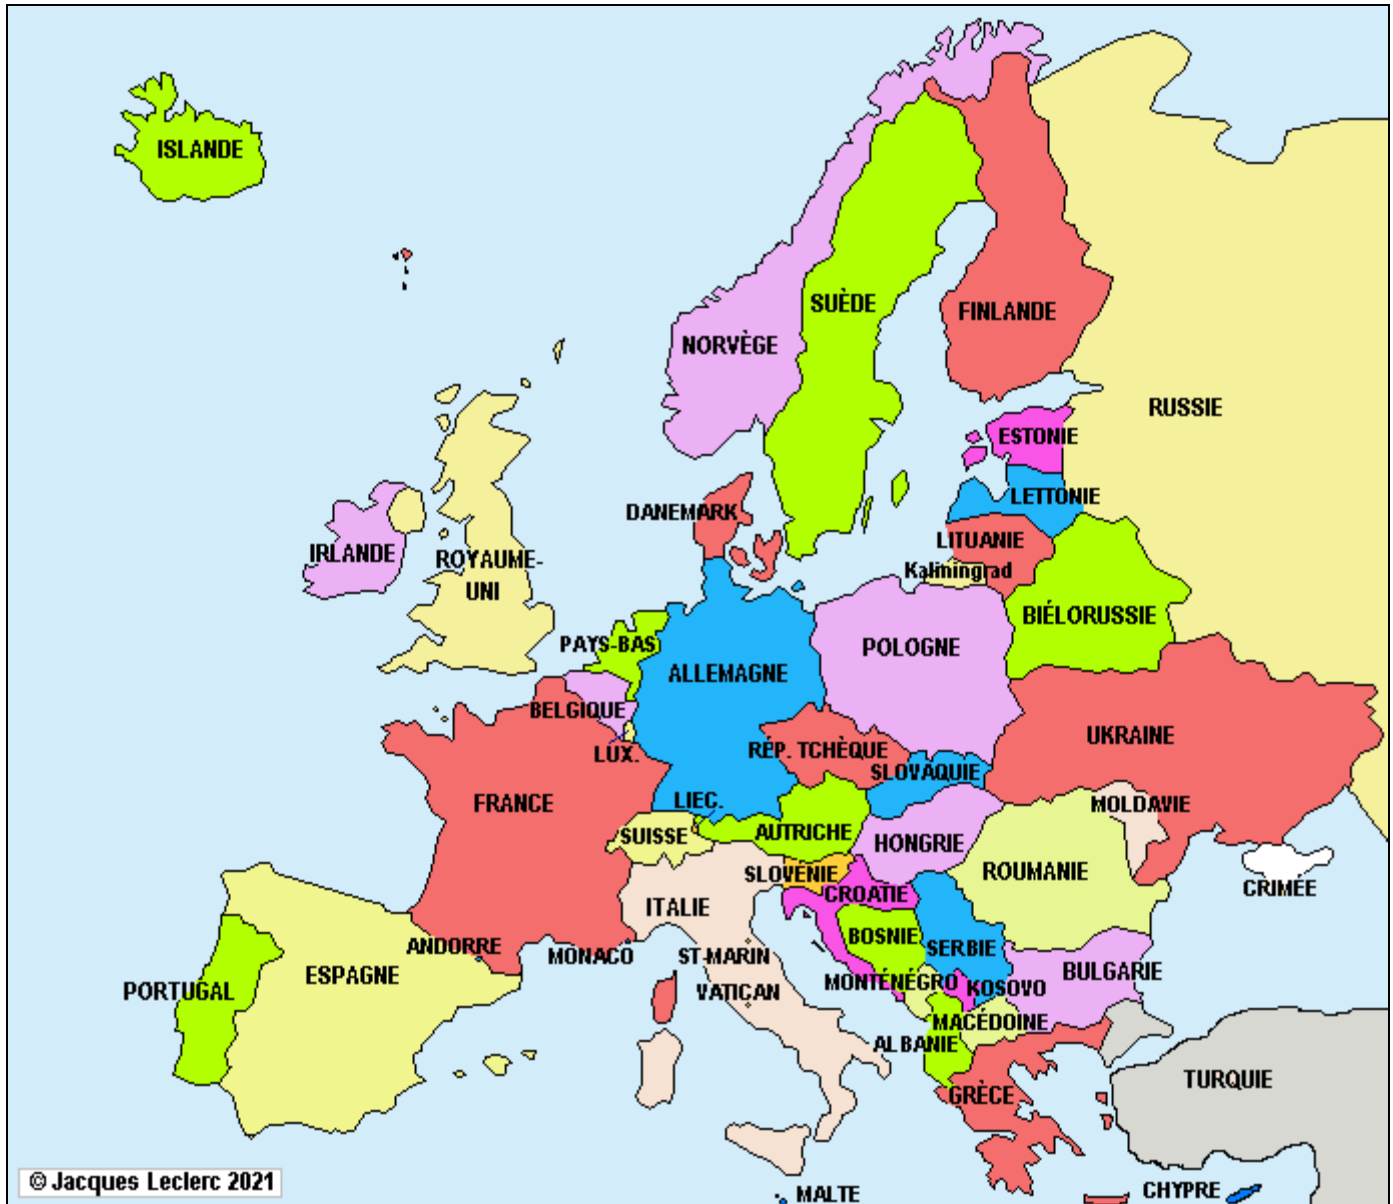 ISLANDE
SUÈDE
FINLANDE
NORVÈGE
RUSSIE
ESTONIE
LETTONIE
DANEMARK
LITUANIE
IRLANDE
ROYAUME-
UNI
Kaliningrad
BIÉLORUSSIE
PAYS-BAS
POLOGNE
ALLEMAGNE
BELGIQUE
UKRAINE
LUX.
RÉP. TCHÈQUE
SLOVAQUIE
FRANCE
LIEC.
MOLDAVIE
SUISSE
AUTRICHE
HONGRIE
ROUMANIE
SLOVÉNIE
CRIMÉE
CROATIE
ITALIE
BOSNIE
SERBIE
ANDORRE
MONACO
ST-MARIN
ESPAGNE
BULGARIE
MONTÉNÉGRO
KOSOVO
PORTUGAL
VATICAN
MACÉDOINE
ALBANIE
TURQUIE
GRÈCE
© Jacques Leclerc 2021
MALTE
CHYPRE